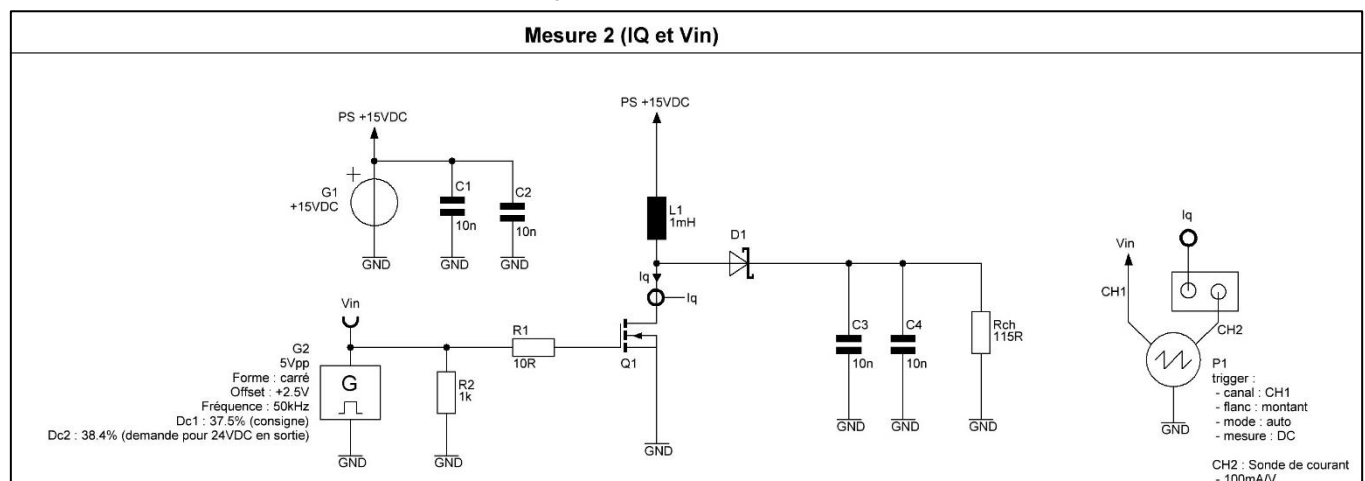 Mesure 2 (IQ et Vin)
PS +15VDC
G1
+15VDC
C1
10n
C2
10n
GND
GND
GND
PS +15VDC
L1
1mH
D1
Iq
Iq
Vin
G2
5Vpp
Forme : carré
Offset : +2.5V
Fréquence : 50kHz
Dc1 : 37.5% (consigne)
Dc2 : 38.4% (demande pour 24VDC en sortie)
G
R2
1k
R1
10R
Q1
C3
10n
C4
10n
Rch
115R
GND
GND
GND
GND
GND
GND
Iq
Vin
CH1
CH2
P1
trigger :
- canal : CH1
- flanc : montant
- mode : auto
- mesure : DC
GND
CH2 : Sonde de courant
- 100mA/V